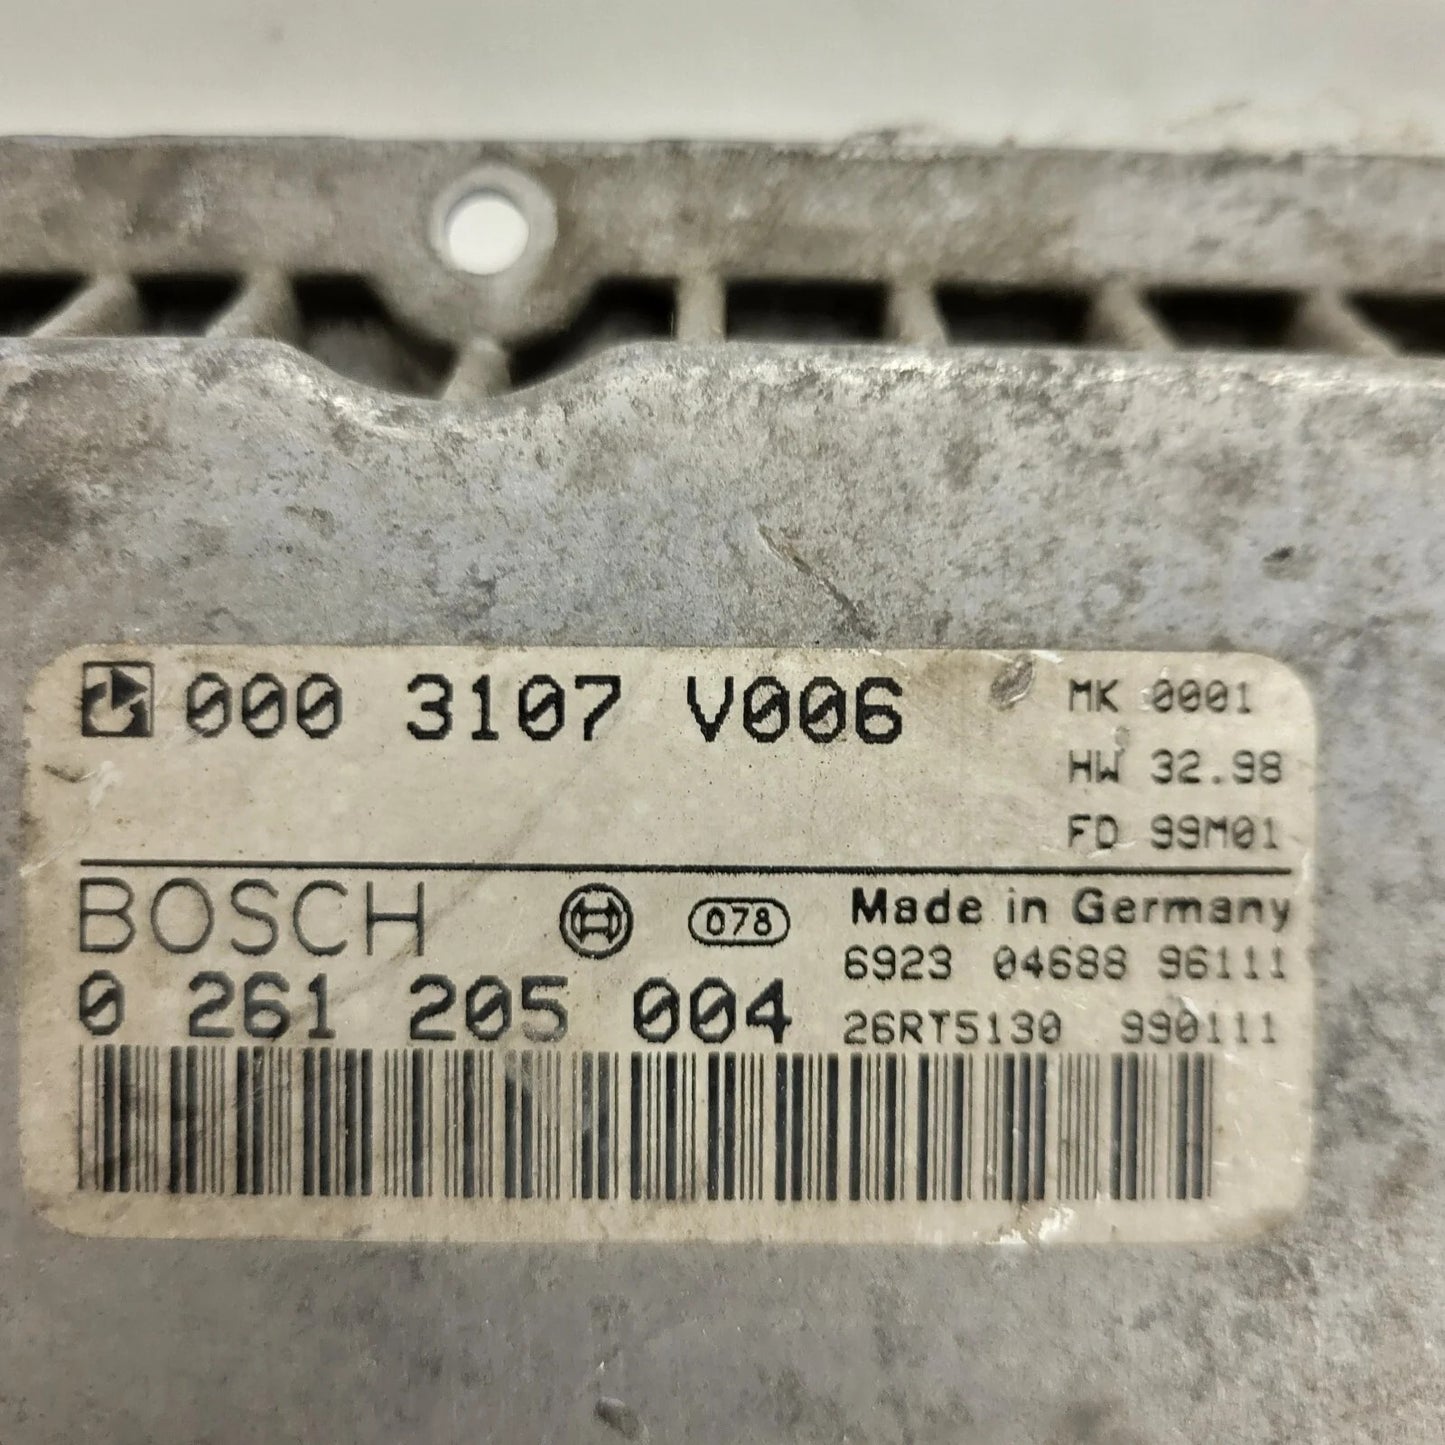 000 3107 V006
MK 0001
HW 32.98
FD 99M01
BOSCH
078
Made in Germany
0 261 205 004
6923 04688 96111
26RT5130 990111